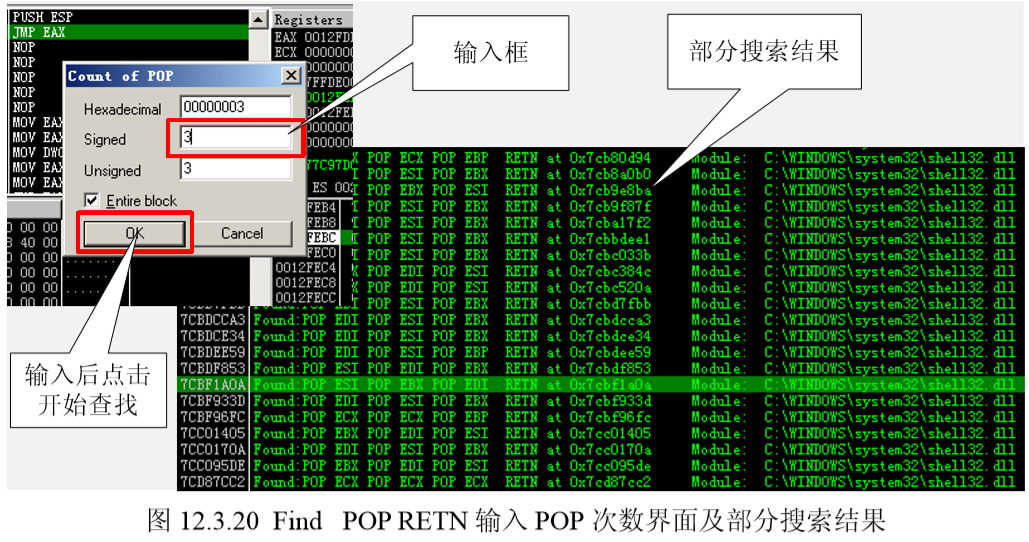 PUSH ESP
JMP EAX
NOP
NOP
NOP
NOP
NOP
MOV EAX
MOV EAX
MOV DWO
MOV EAX
MOV EAX
Registers
EAX 0012FD
ECX 0000000
Count of POP
Hexadecimal 00000003
Signed 3
Unsigned 3
Entire block
OK Cancel
输入框
部分搜索结果
输入后点击
开始查找
FEB4
FEB8
FEBC
FEC0
0012FEC4
0012FEC8
0012FECC
POP ECX POP EBP RETN at 0x7cb80d94 Module: C:\WINDOWS\system32\shell32.dll
POP ESI POP EBP RETN at 0x7cb8a0b0 Module: C:\WINDOWS\system32\shell32.dll
POP EBX POP ESI RETN at 0x7cb9e8ba Module: C:\WINDOWS\system32\shell32.dll
POP ESI POP EBX RETN at 0x7cb9f87f Module: C:\WINDOWS\system32\shell32.dll
POP ESI POP EBX RETN at 0x7cba17f2 Module: C:\WINDOWS\system32\shell32.dll
POP ESI POP EBX RETN at 0x7cbbdee1 Module: C:\WINDOWS\system32\shell32.dll
POP ESI POP EBX RETN at 0x7cbc033b Module: C:\WINDOWS\system32\shell32.dll
POP EDI POP ESI RETN at 0x7cbc384c Module: C:\WINDOWS\system32\shell32.dll
POP EDI POP ESI RETN at 0x7cbc520a Module: C:\WINDOWS\system32\shell32.dll
POP ESI POP EBX RETN at 0x7cbd7fbb Module: C:\WINDOWS\system32\shell32.dll
7CBDCCA3 Found:POP EDI POP ESI POP EBX RETN at 0x7cbdcca3 Module: C:\WINDOWS\system32\shell32.dll
7CBDCE34 Found:POP EDI POP ESI POP EBX RETN at 0x7cbdce34 Module: C:\WINDOWS\system32\shell32.dll
7CBDEE59 Found:POP EDI POP ESI POP EBP RETN at 0x7cbdee59 Module: C:\WINDOWS\system32\shell32.dll
7CBDF853 Found:POP ESI POP EDI POP EBX RETN at 0x7cbdf853 Module: C:\WINDOWS\system32\shell32.dll
7CBF1A0A Found:POP ESI POP EBX POP EDI RETN at 0x7cbf1a0a Module: C:\WINDOWS\system32\shell32.dll
7CBF933D Found:POP EDI POP ESI POP EBX RETN at 0x7cbf933d Module: C:\WINDOWS\system32\shell32.dll
7CBF96FC Found:POP ECX POP ECX POP EBP RETN at 0x7cbf96fc Module: C:\WINDOWS\system32\shell32.dll
7CC01405 Found:POP EBX POP EDI POP ESI RETN at 0x7cc01405 Module: C:\WINDOWS\system32\shell32.dll
7CC0170A Found:POP EBX POP EDI POP ESI RETN at 0x7cc0170a Module: C:\WINDOWS\system32\shell32.dll
7CC095DE Found:POP EBX POP EDI POP ESI RETN at 0x7cc095de Module: C:\WINDOWS\system32\shell32.dll
7CD87CC2 Found:POP ECX POP ECX POP ECX RETN at 0x7cd87cc2 Module: C:\WINDOWS\system32\shell32.dll
图 12.3.20 Find POP RETN 输入 POP 次数界面及部分搜索结果